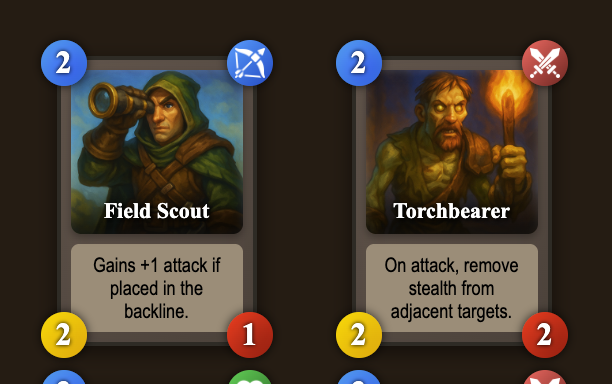 2
Field Scout
Gains +1 attack if
placed in the
backline.
2
1
2
Torchbearer
On attack, remove
stealth from
adjacent targets.
2
2